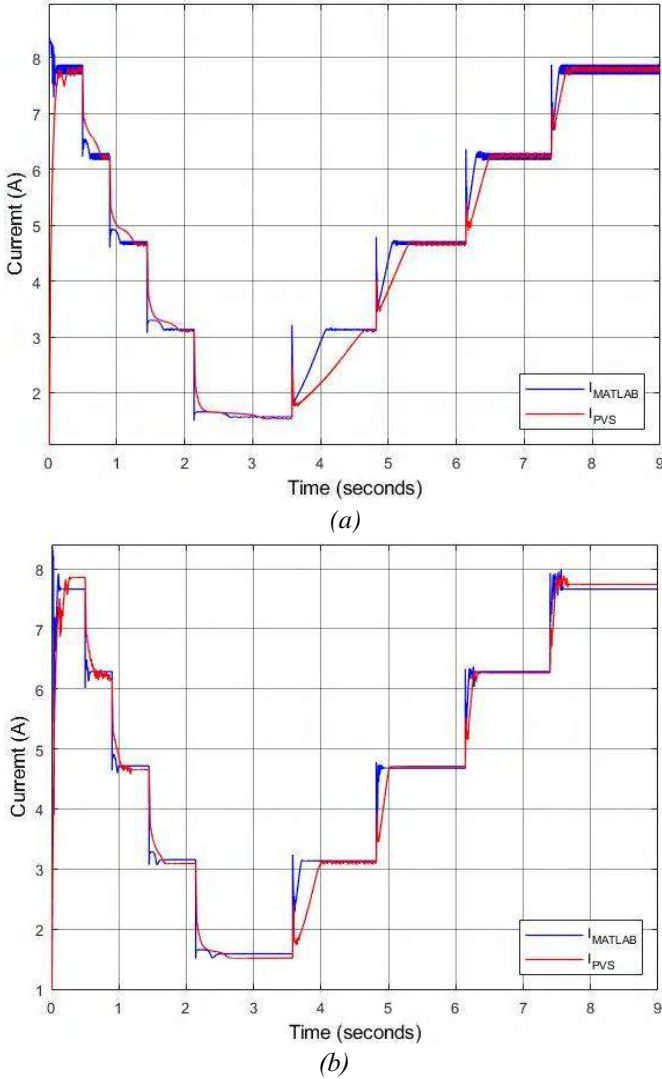 8
7
6
5
4
3
2
Curremt (A)
I_MATLAB
I_PVS
0 1 2 3 4 5 6 7 8 9
Time (seconds)
(a)
8
7
6
5
4
3
2
1
Curremt (A)
I_MATLAB
I_PVS
0 1 2 3 4 5 6 7 8 9
Time (seconds)
(b)